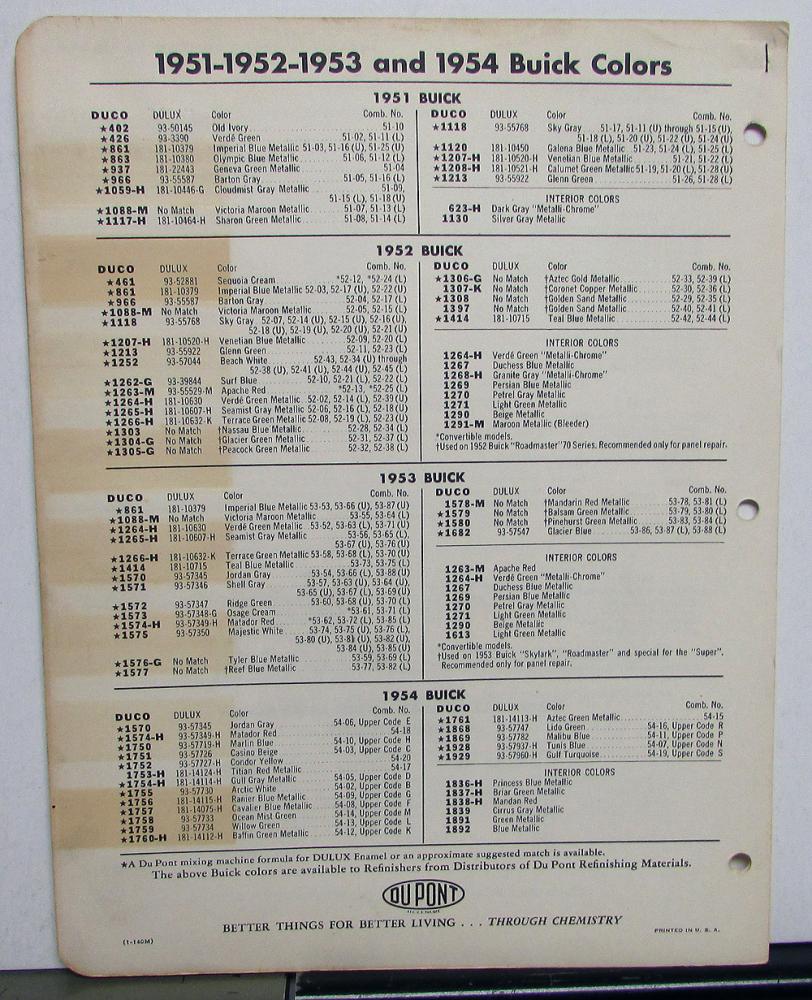 1951-1952-1953 and 1954 Buick Colors
1951 BUICK
DUCO DULUX Color Comb. No.
★402 93-50145 Old Ivory 51-10
★426 93-3390 Verdé Green 51-02, 51-11 (L)
★861 181-10379 Imperial Blue Metallic 51-03, 51-16 (U), 51-25 (U)
★863 181-10380 Olympic Blue Metallic 51-06, 51-12 (L)
★937 181-22443 Geneva Green Metallic 51-04
★966 93-55587 Barton Gray 51-05, 51-16 (L)
★1059-H 181-10446-G Cloudmist Gray Metallic 51-09,
51-15 (L), 51-18 (U)
★1088-M No Match Victoria Maroon Metallic 51-07, 51-13 (L)
★1117-H 181-10464-H Sharon Green Metallic 51-08, 51-14 (L)
DUCO DULUX Color Comb. No.
★1118 93-55768 Sky Gray 51-17, 51-11 (U) through 51-15 (U),
51-18 (L), 51-20 (U), 51-22 (U), 51-24 (U)
★1120 181-10450 Galena Blue Metallic 51-23, 51-24 (L), 51-25 (L)
★1207-H 181-10520-H Venetian Blue Metallic 51-21, 51-22 (L)
★1208-H 181-10521-H Calumet Green Metallic 51-19, 51-20 (L), 51-28 (U)
★1213 93-55922 Glenn Green 51-26, 51-28 (L)
INTERIOR COLORS
623-H Dark Gray "Metalli-Chrome"
1130 Silver Gray Metallic
1952 BUICK
DUCO DULUX Color Comb. No.
★461 93-52881 Sequoia Cream *52-12, *52-24 (L)
★861 181-10379 Imperial Blue Metallic 52-03, 52-17 (U), 52-22 (U)
★966 93-55587 Barton Gray 52-04, 52-17 (L)
★1088-M No Match Victoria Maroon Metallic 52-05, 52-15 (L)
★1118 93-55768 Sky Gray 52-07, 52-14 (U), 52-15 (U), 52-16 (U),
52-18 (U), 52-19 (U), 52-20 (U), 52-21 (U)
★1207-H 181-10520-H Venetian Blue Metallic 52-09, 52-20 (L)
★1213 93-55922 Glenn Green 52-11, 52-23 (L)
★1252 93-57044 Beach White 52-43, 52-34 (U) through
52-38 (U), 52-41 (U), 52-44 (U), 52-45 (L)
★1262-G 93-39844 Surf Blue 52-10, 52-21 (L), 52-22 (L)
★1263-M 93-55529-M Apache Red *52-13, *52-25 (L)
★1264-H 181-10630 Verdé Green Metallic 52-02, 52-14 (L), 52-39 (U)
★1265-H 181-10607-H Seamist Gray Metallic 52-06, 52-16 (L), 52-18 (U)
★1266-H 181-10632-K Terrace Green Metallic 52-08, 52-19 (L), 52-23 (U)
★1303 No Match †Nassau Blue Metallic 52-28, 52-34 (L)
★1304-G No Match †Glacier Green Metallic 52-31, 52-37 (L)
★1305-G No Match †Peacock Green Metallic 52-32, 52-38 (L)
DUCO DULUX Color Comb. No.
★1306-G No Match †Aztec Gold Metallic 52-33, 52-39 (L)
1307-K No Match †Coronet Copper Metallic 52-30, 52-36 (L)
★1308 No Match †Golden Sand Metallic 52-29, 52-35 (L)
1397 No Match †Golden Sand Metallic 52-40, 52-41 (L)
★1414 181-10715 Teal Blue Metallic 52-42, 52-44 (L)
INTERIOR COLORS
1264-H Verdé Green "Metalli-Chrome"
1267 Duchess Blue Metallic
1268-H Granite Gray "Metalli-Chrome"
1269 Persian Blue Metallic
1270 Petrel Gray Metallic
1271 Light Green Metallic
1290 Beige Metallic
1291-M Maroon Metallic (Bleeder)
*Convertible models.
†Used on 1952 Buick "Roadmaster" 70 Series. Recommended only for panel repair.
1953 BUICK
DUCO DULUX Color Comb. No.
★861 181-10379 Imperial Blue Metallic 53-53, 53-66 (U), 53-87 (U)
★1088-M No Match Victoria Maroon Metallic 53-55, 53-64 (L)
★1264-H 181-10630 Verdé Green Metallic 53-52, 53-63 (L), 53-71 (U)
★1265-H 181-10607-H Seamist Gray Metallic 53-56, 53-65 (L),
53-67 (U), 53-76 (U)
★1266-H 181-10632-K Terrace Green Metallic 53-58, 53-68 (L), 53-70 (U)
★1414 181-10715 Teal Blue Metallic 53-73, 53-75 (L)
★1570 93-57345 Jordan Gray 53-54, 53-66 (L), 53-88 (U)
★1571 93-57346 Shell Gray 53-57, 53-63 (U), 53-64 (U),
53-65 (U), 53-67 (L), 53-69 (U)
★1572 93-57347 Ridge Green 53-60, 53-68 (U), 53-70 (L)
★1573 93-57348-G Osage Cream *53-61, 53-71 (L)
★1574-H 93-57349-H Matador Red *53-62, 53-72 (L), 53-85 (L)
★1575 93-57350 Majestic White 53-74, 53-75 (U), 53-76 (L),
53-80 (U), 53-81 (U), 53-82 (U),
53-84 (U), 53-85 (U)
★1576-G No Match Tyler Blue Metallic 53-59, 53-69 (L)
★1577 No Match †Reef Blue Metallic 53-77, 53-82 (L)
DUCO DULUX Color Comb. No.
1578-M No Match †Mandarin Red Metallic 53-78, 53-81 (L)
★1579 No Match †Balsam Green Metallic 53-79, 53-80 (L)
★1580 No Match †Pinehurst Green Metallic 53-83, 53-84 (L)
★1682 93-57547 Glacier Blue 53-86, 53-87 (L), 53-88 (L)
INTERIOR COLORS
1263-M Apache Red
1264-H Verdé Green "Metalli-Chrome"
1267 Duchess Blue Metallic
1269 Persian Blue Metallic
1270 Petrel Gray Metallic
1271 Light Green Metallic
1290 Beige Metallic
1613 Light Green Metallic
*Convertible models.
†Used on 1953 Buick "Skylark", "Roadmaster" and special for the "Super".
Recommended only for panel repair.
1954 BUICK
DUCO DULUX Color Comb. No.
★1570 93-57345 Jordan Gray 54-06, Upper Code E
★1574-H 93-57349-H Matador Red 54-18
★1750 93-57719-H Marlin Blue 54-10, Upper Code H
★1751 93-57726 Casino Beige 54-03, Upper Code C
★1752 93-57727-H Condor Yellow 54-20
1753-H 181-14124-H Titian Red Metallic 54-17
★1754-H 181-14114-H Gull Gray Metallic 54-05, Upper Code D
★1755 93-57730 Arctic White 54-02, Upper Code B
★1756 181-14115-H Ranier Blue Metallic 54-09, Upper Code G
★1757 181-14075-H Cavalier Blue Metallic 54-08, Upper Code F
★1758 93-57733 Ocean Mist Green 54-14, Upper Code M
★1759 93-57734 Willow Green 54-13, Upper Code L
★1760-H 181-14112-H Baffin Green Metallic 54-12, Upper Code K
DUCO DULUX Color Comb. No.
★1761 181-14113-H Aztec Green Metallic 54-15
★1868 93-57747 Lido Green 54-16, Upper Code R
★1869 93-57782 Malibu Blue 54-11, Upper Code P
★1928 93-57937-H Tunis Blue 54-07, Upper Code N
★1929 93-57960-H Gulf Turquoise 54-19, Upper Code S
INTERIOR COLORS
1836-H Princess Blue Metallic
1837-H Briar Green Metallic
1838-H Mandan Red
1839 Cirrus Gray Metallic
1891 Green Metallic
1892 Blue Metallic
★A Du Pont mixing machine formula for DULUX Enamel or an approximate suggested match is available.
The above Buick colors are available to Refinishers from Distributors of Du Pont Refinishing Materials.
DU PONT
BETTER THINGS FOR BETTER LIVING . . . THROUGH CHEMISTRY
(1-140M)
PRINTED IN U. S. A.